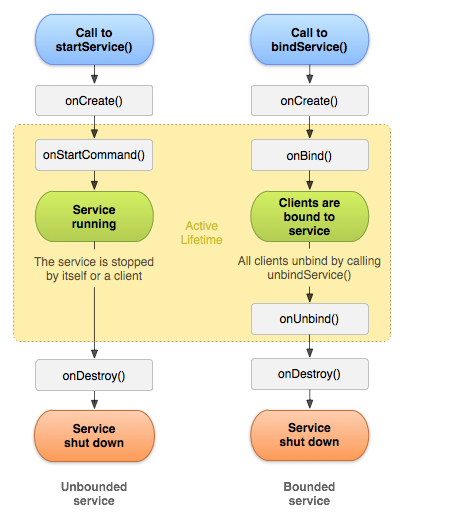 Call to
startService()
onCreate()
onStartCommand()
Service
running
The service is stopped
by itself or a client
onDestroy()
Service
shut down
Unbounded
service
Active
Lifetime
Call to
bindService()
onCreate()
onBind()
Clients are
bound to
service
All clients unbind by calling
unbindService()
onUnbind()
onDestroy()
Service
shut down
Bounded
service